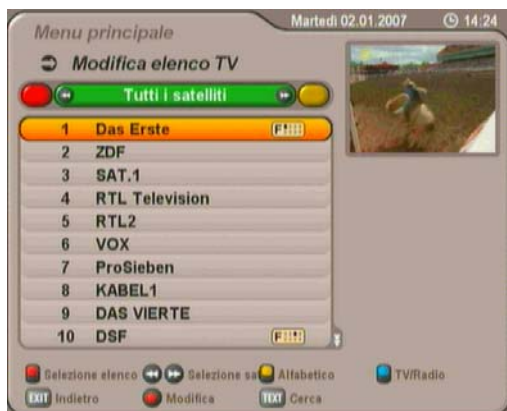 Martedì 02.01.2007 14:24
Menu principale
Modifica elenco TV
Tutti i satelliti
1 Das Erste F
2 ZDF
3 SAT.1
4 RTL Television
5 RTL2
6 VOX
7 ProSieben
8 KABEL1
9 DAS VIERTE
10 DSF F
Selezione elenco Selezione sa Alfabetico TV/Radio
EXIT Indietro Modifica TEXT Cerca